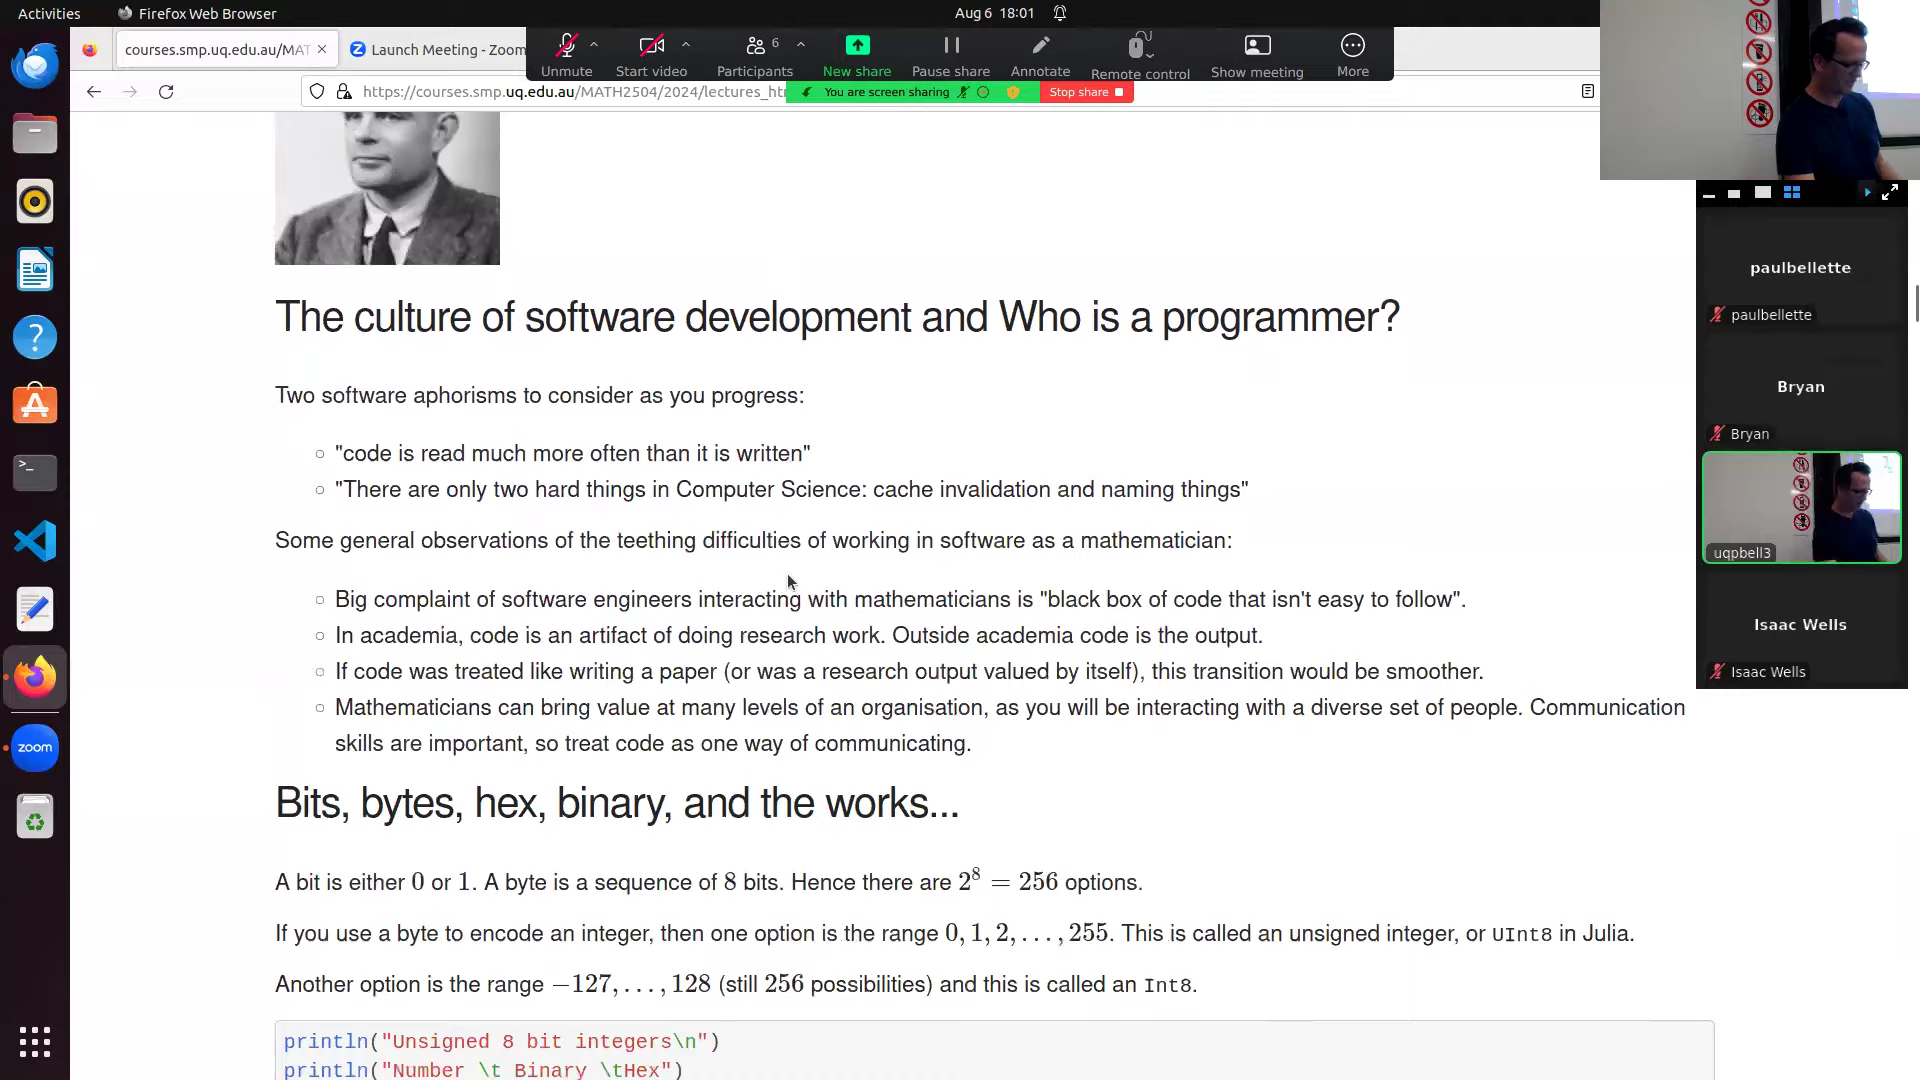 Activities
Firefox Web Browser
Aug 6 18:01
courses.smp.uq.edu.au/MAT
Launch Meeting - Zoom
Unmute
Start video
6
Participants
New share
Pause share
Annotate
Remote control
Show meeting
More
https://courses.smp.uq.edu.au/MATH2504/2024/lectures_htm
You are screen sharing
Stop share
The culture of software development and Who is a programmer?
Two software aphorisms to consider as you progress:
"code is read much more often than it is written"
"There are only two hard things in Computer Science: cache invalidation and naming things"
Some general observations of the teething difficulties of working in software as a mathematician:
Big complaint of software engineers interacting with mathematicians is "black box of code that isn't easy to follow".
In academia, code is an artifact of doing research work. Outside academia code is the output.
If code was treated like writing a paper (or was a research output valued by itself), this transition would be smoother.
Mathematicians can bring value at many levels of an organisation, as you will be interacting with a diverse set of people. Communication
skills are important, so treat code as one way of communicating.
Bits, bytes, hex, binary, and the works...
A bit is either 0 or 1. A byte is a sequence of 8 bits. Hence there are 2⁸ = 256 options.
If you use a byte to encode an integer, then one option is the range 0, 1, 2, . . . , 255. This is called an unsigned integer, or UInt8 in Julia.
Another option is the range −127, . . . , 128 (still 256 possibilities) and this is called an Int8.
println("Unsigned 8 bit integers\n")
println("Number \t Binary \tHex")
paulbellette
paulbellette
Bryan
Bryan
uqpbell3
Isaac Wells
Isaac Wells
zoom